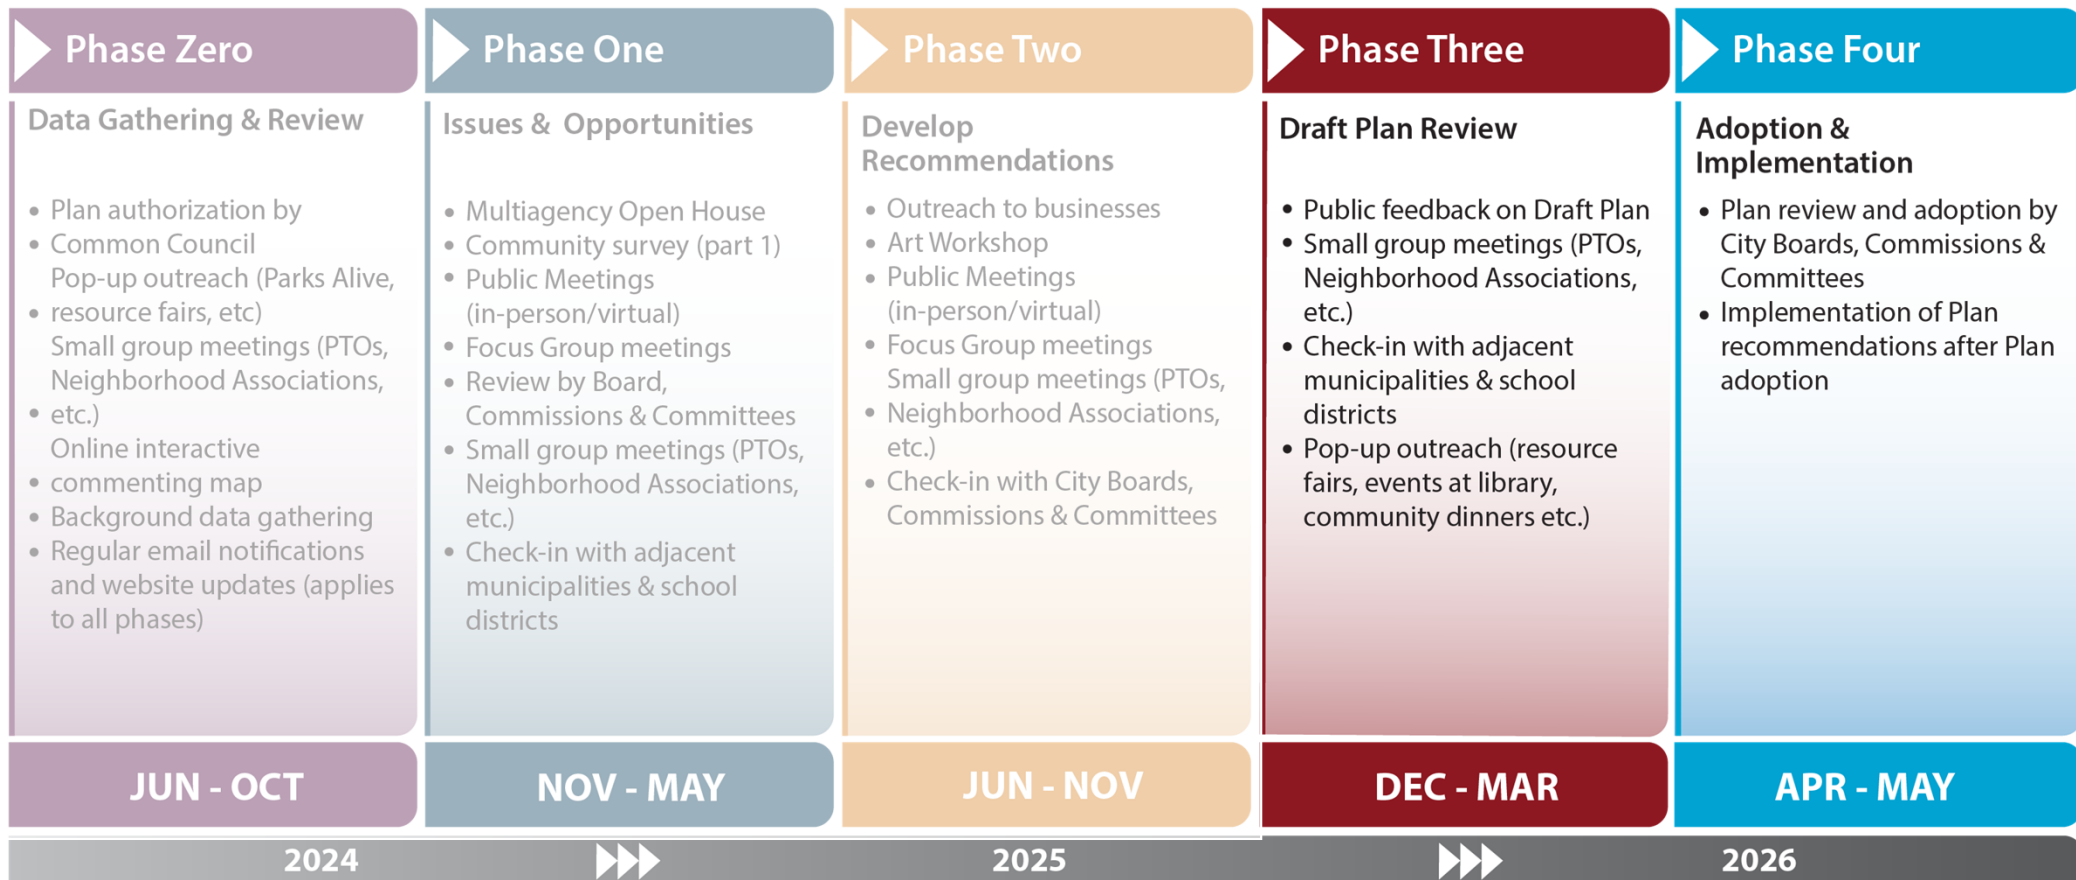 Phase Zero
Data Gathering & Review
• Plan authorization by
• Common Council
Pop-up outreach (Parks Alive,
• resource fairs, etc)
Small group meetings (PTOs,
Neighborhood Associations,
• etc.)
Online interactive
• commenting map
• Background data gathering
• Regular email notifications
and website updates (applies
to all phases)
JUN - OCT
Phase One
Issues & Opportunities
• Multiagency Open House
• Community survey (part 1)
• Public Meetings
(in-person/virtual)
• Focus Group meetings
• Review by Board,
Commissions & Committees
• Small group meetings (PTOs,
Neighborhood Associations,
etc.)
• Check-in with adjacent
municipalities & school
districts
NOV - MAY
Phase Two
Develop
Recommendations
• Outreach to businesses
• Art Workshop
• Public Meetings
(in-person/virtual)
• Focus Group meetings
Small group meetings (PTOs,
• Neighborhood Associations,
etc.)
• Check-in with City Boards,
Commissions & Committees
JUN - NOV
Phase Three
Draft Plan Review
• Public feedback on Draft Plan
• Small group meetings (PTOs,
Neighborhood Associations,
etc.)
• Check-in with adjacent
municipalities & school
districts
• Pop-up outreach (resource
fairs, events at library,
community dinners etc.)
DEC - MAR
Phase Four
Adoption &
Implementation
• Plan review and adoption by
City Boards, Commissions &
Committees
• Implementation of Plan
recommendations after Plan
adoption
APR - MAY
2024
2025
2026